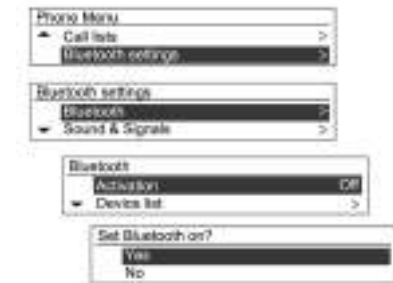 Phone Menu
Call lists >
Bluetooth settings >
Bluetooth settings
Bluetooth >
Sound & Signals >
Bluetooth
Activation Off
Device list >
Set Bluetooth on?
Yes
No